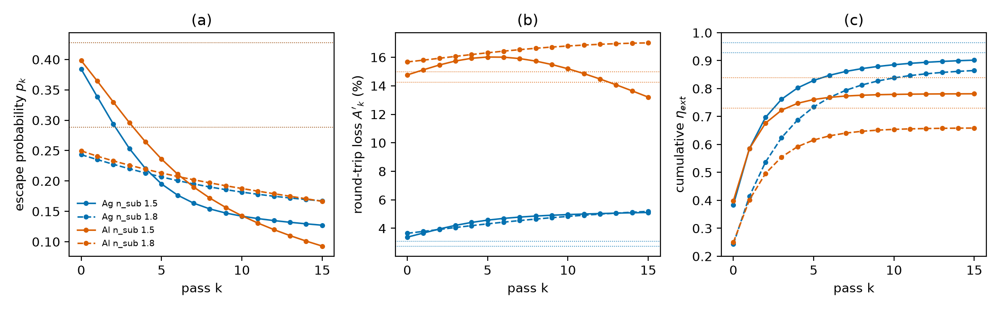 (a)
escape probability p_k
0.40
0.35
0.30
0.25
0.20
0.15
0.10
Ag n_sub 1.5
Ag n_sub 1.8
Al n_sub 1.5
Al n_sub 1.8
0 5 10 15
pass k
(b)
round-trip loss A'_k (%)
16
14
12
10
8
6
4
0 5 10 15
pass k
(c)
cumulative η_ext
1.0
0.9
0.8
0.7
0.6
0.5
0.4
0.3
0.2
0 5 10 15
pass k